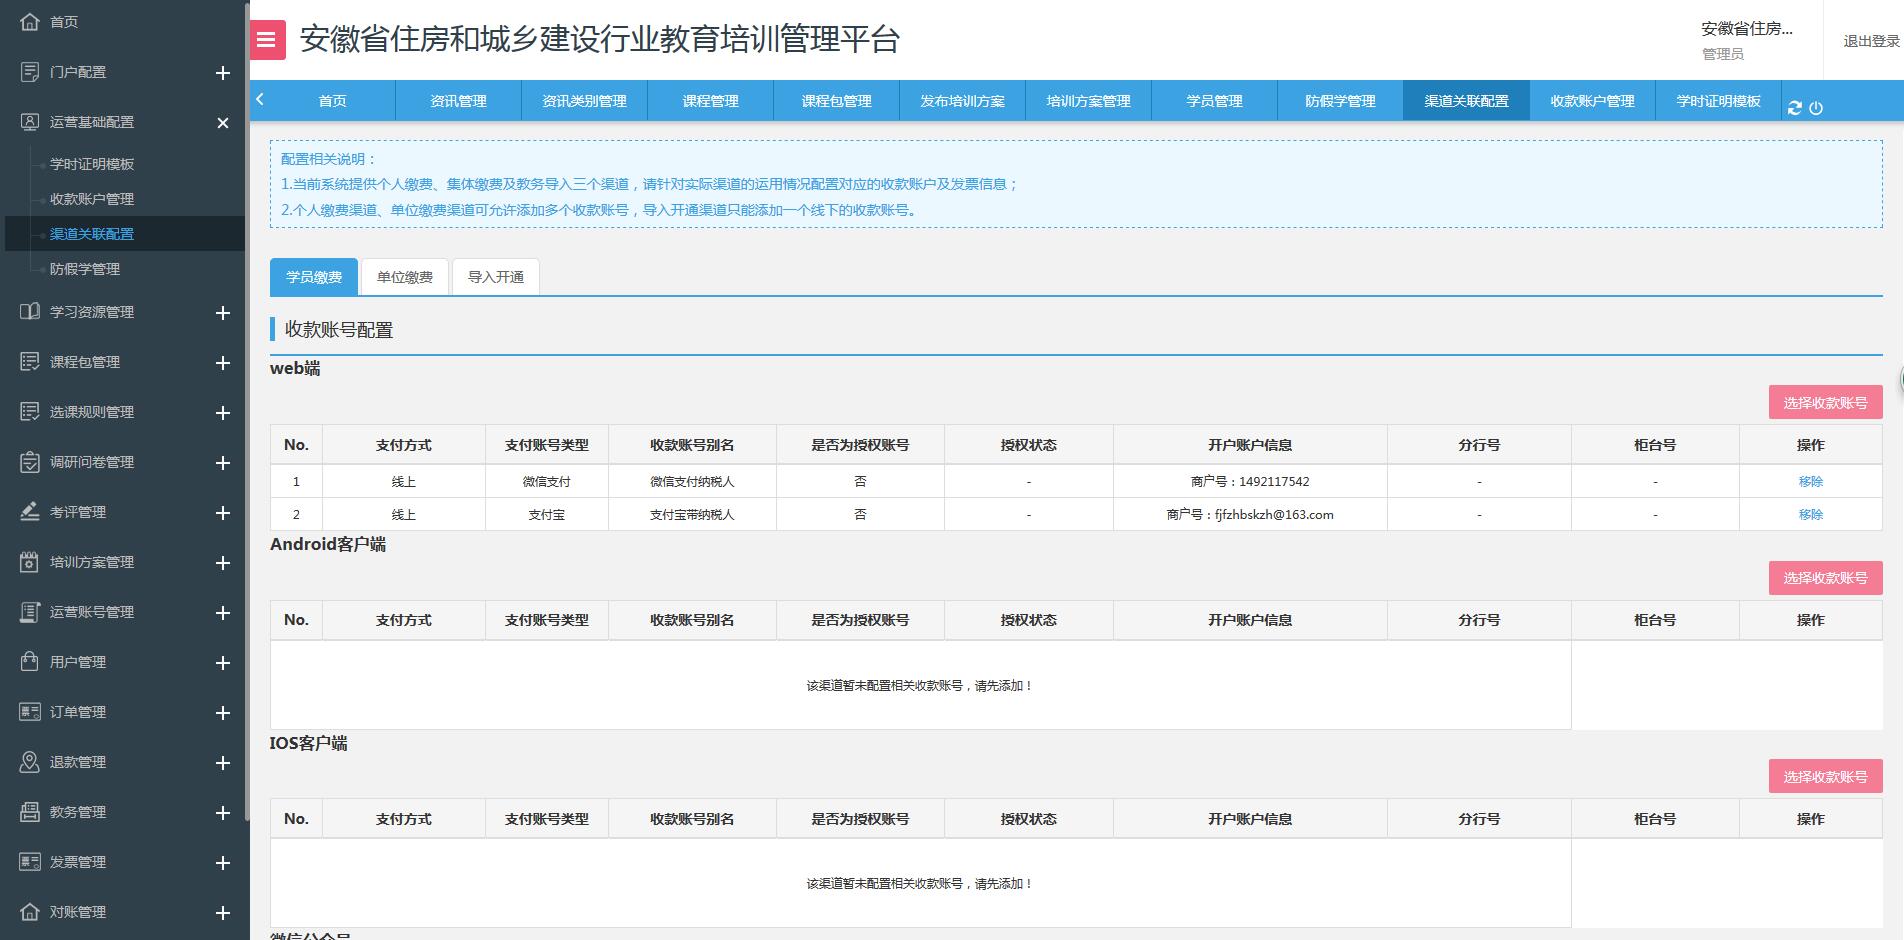 首页
门户配置
运营基础配置
学时证明模板
收款账户管理
渠道关联配置
防假学管理
学习资源管理
课程包管理
选课规则管理
调研问卷管理
考评管理
培训方案管理
运营账号管理
用户管理
订单管理
退款管理
教务管理
发票管理
对账管理
安徽省住房和城乡建设行业教育培训管理平台
安徽省住房...
管理员
退出登录
首页 资讯管理 资讯类别管理 课程管理 课程包管理 发布培训方案 培训方案管理 学员管理 防假学管理 渠道关联配置 收款账户管理 学时证明模板
配置相关说明：
1.当前系统提供个人缴费、集体缴费及教务导入三个渠道，请针对实际渠道的运用情况配置对应的收款账户及发票信息；
2.个人缴费渠道、单位缴费渠道可允许添加多个收款账号，导入开通渠道只能添加一个线下的收款账号。
学员缴费 单位缴费 导入开通
收款账号配置
web端
选择收款账号
No. 支付方式 支付账号类型 收款账号别名 是否为授权账号 授权状态 开户账户信息 分行号 柜台号 操作
1 线上 微信支付 微信支付纳税人 否 - 商户号：1492117542 - - 移除
2 线上 支付宝 支付宝带纳税人 否 - 商户号：fjfzhbskzh@163.com - - 移除
Android客户端
选择收款账号
No. 支付方式 支付账号类型 收款账号别名 是否为授权账号 授权状态 开户账户信息 分行号 柜台号 操作
该渠道暂未配置相关收款账号，请先添加！
IOS客户端
选择收款账号
No. 支付方式 支付账号类型 收款账号别名 是否为授权账号 授权状态 开户账户信息 分行号 柜台号 操作
该渠道暂未配置相关收款账号，请先添加！
微信公众号